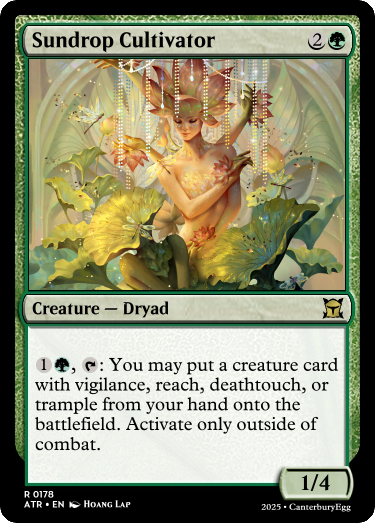 Sundrop Cultivator 2
Creature — Dryad
1, : You may put a creature card
with vigilance, reach, deathtouch, or
trample from your hand onto the
battlefield. Activate only outside of
combat.
1/4
R 0178
ATR • EN Hoang Lap
2025 • CanterburyEgg